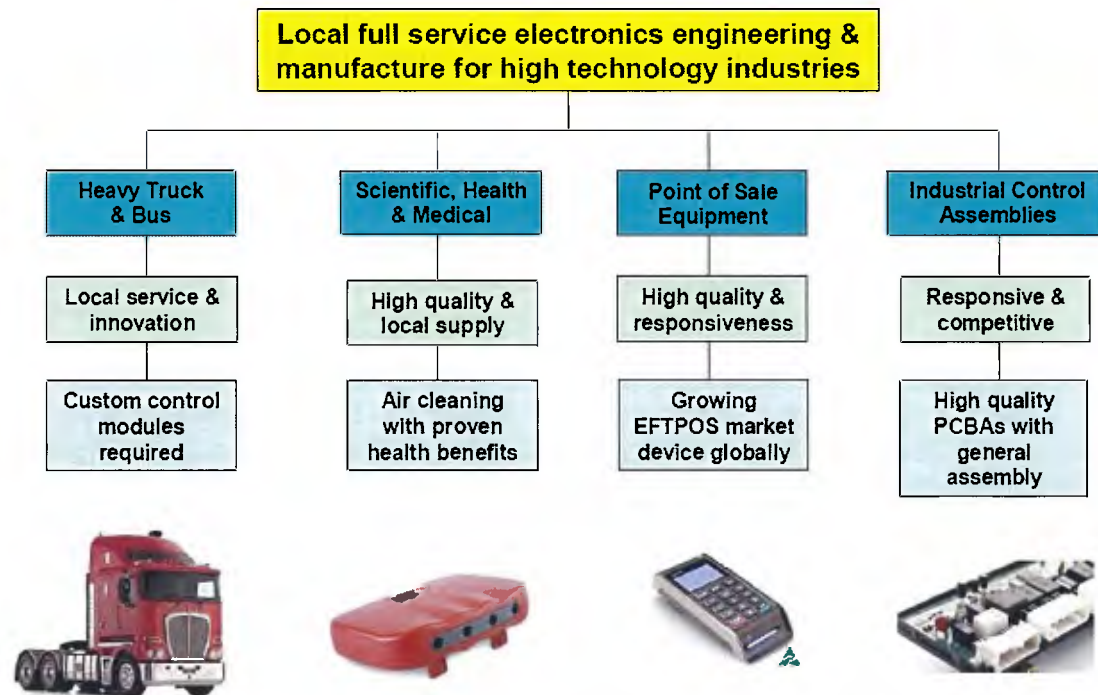 Local full service electronics engineering &
manufacture for high technology industries
Heavy Truck
& Bus
Scientific, Health
& Medical
Point of Sale
Equipment
Industrial Control
Assemblies
Local service &
innovation
High quality &
local supply
High quality &
responsiveness
Responsive &
competitive
Custom control
modules
required
Air cleaning
with proven
health benefits
Growing
EFTPOS market
device globally
High quality
PCBAs with
general
assembly